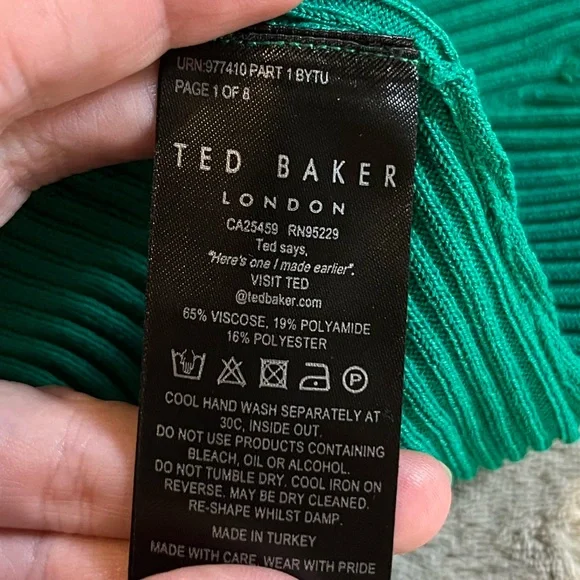 URN:977410 PART 1 BYTU
PAGE 1 OF 8
TED BAKER
LONDON
CA25459 RN95229
Ted says,
"Here's one I made earlier".
VISIT TED
@tedbaker.com
65% VISCOSE, 19% POLYAMIDE
16% POLYESTER
P
COOL HAND WASH SEPARATELY AT
30C, INSIDE OUT.
DO NOT USE PRODUCTS CONTAINING
BLEACH, OIL OR ALCOHOL.
DO NOT TUMBLE DRY. COOL IRON ON
REVERSE. MAY BE DRY CLEANED.
RE-SHAPE WHILST DAMP.
MADE IN TURKEY
MADE WITH CARE, WEAR WITH PRIDE